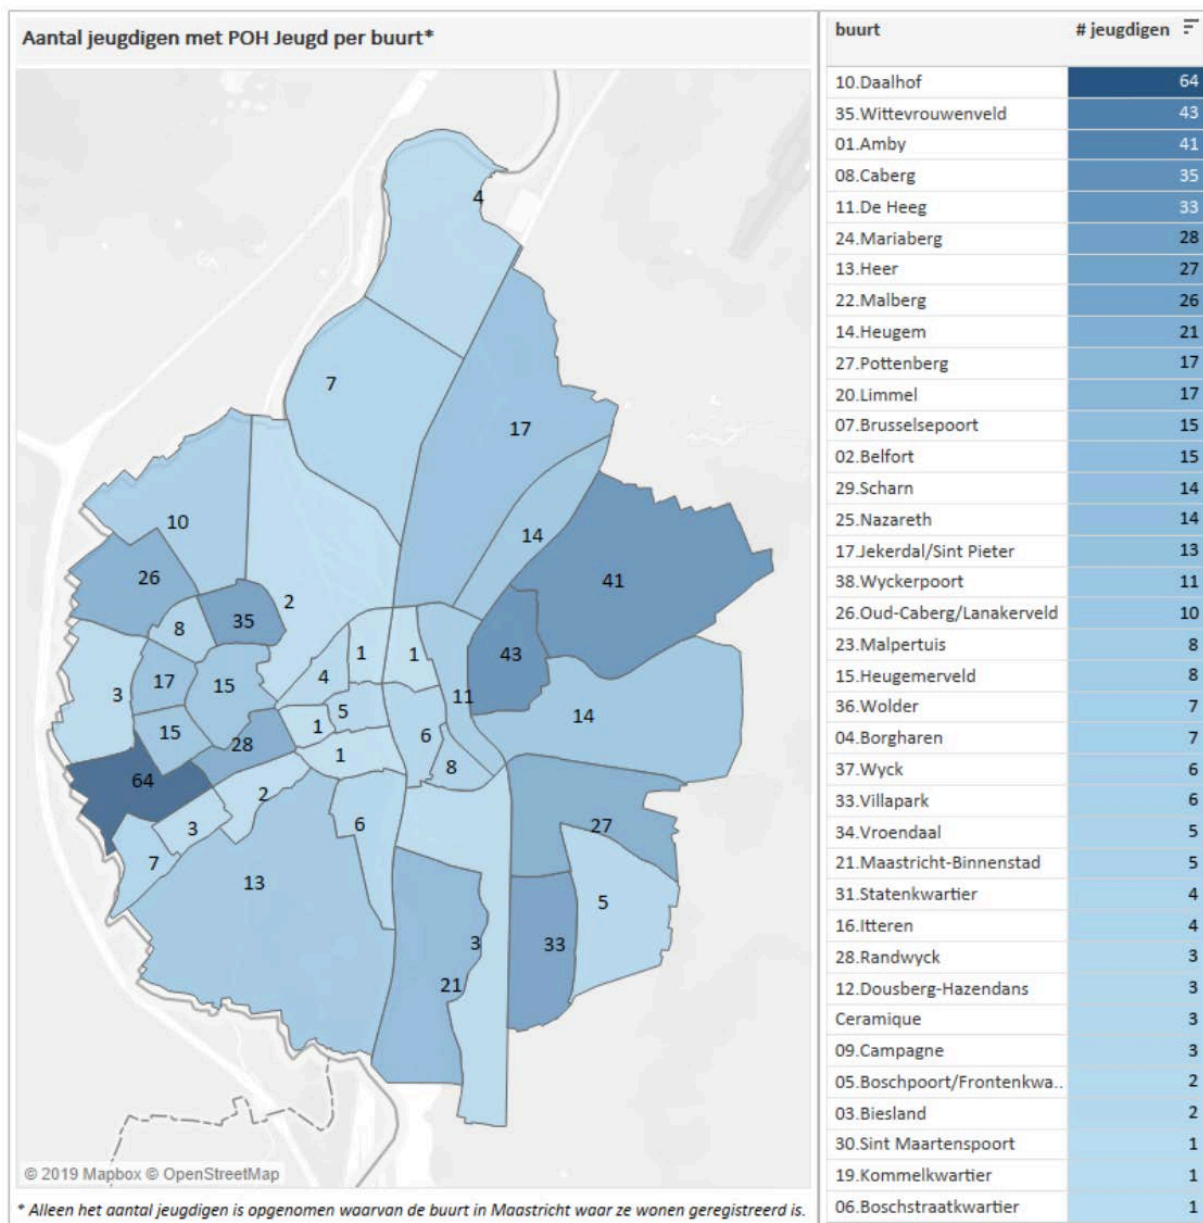 Aantal jeugdigen met POH Jeugd per buurt*
4
7
17
10
14
26
41
2
35
8
1
1
43
4
3
17
15
11
5
14
1
15
6
28
1
8
64
2
3
6
27
7
13
5
3
33
21
© 2019 Mapbox © OpenStreetMap
* Alleen het aantal jeugdigen is opgenomen waarvan de buurt in Maastricht waar ze wonen geregistreerd is.
buurt # jeugdigen
10.Daalhof 64
35.Wittevrouwenveld 43
01.Amby 41
08.Caberg 35
11.De Heeg 33
24.Mariaberg 28
13.Heer 27
22.Malberg 26
14.Heugem 21
27.Pottenberg 17
20.Limmel 17
07.Brusselsepoort 15
02.Belfort 15
29.Scharn 14
25.Nazareth 14
17.Jekerdal/Sint Pieter 13
38.Wyckerpoort 11
26.Oud-Caberg/Lanakerveld 10
23.Malpertuis 8
15.Heugemerveld 8
36.Wolder 7
04.Borgharen 7
37.Wyck 6
33.Villapark 6
34.Vroendaal 5
21.Maastricht-Binnenstad 5
31.Statenkwartier 4
16.Itteren 4
28.Randwyck 3
12.Dousberg-Hazendans 3
Ceramique 3
09.Campagne 3
05.Boschpoort/Frontenkwa.. 2
03.Biesland 2
30.Sint Maartenspoort 1
19.Kommelkwartier 1
06.Boschstraatkwartier 1